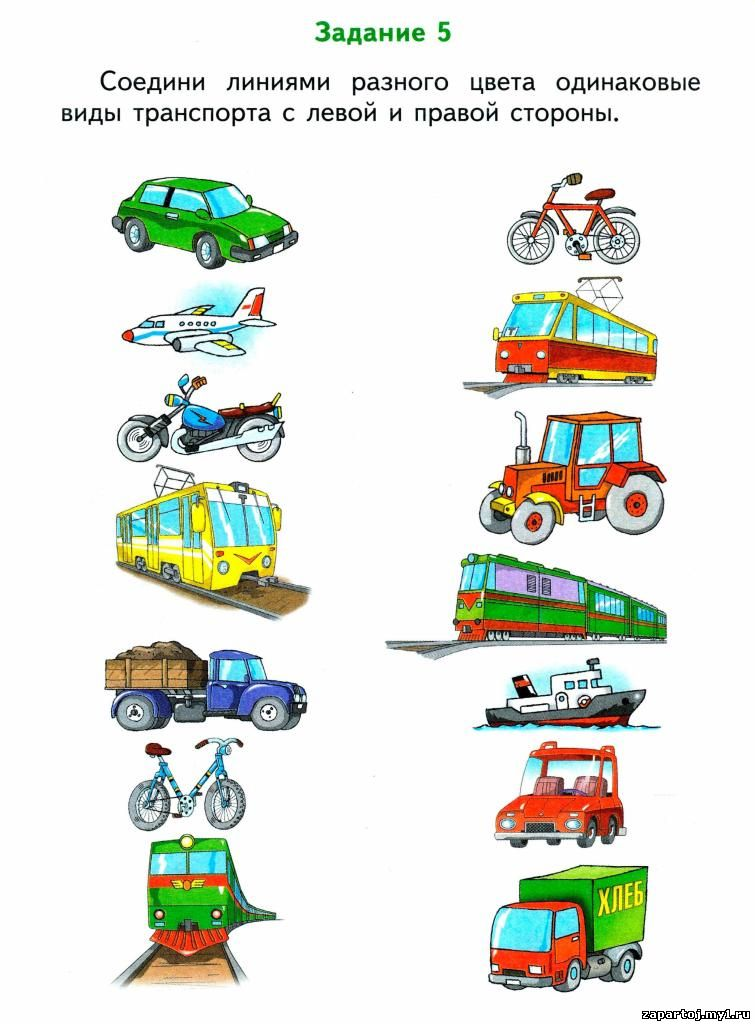 Задание 5
Соедини линиями разного цвета одинаковые
виды транспорта с левой и правой стороны.
ХЛЕБ
zapartoj.my1.ru